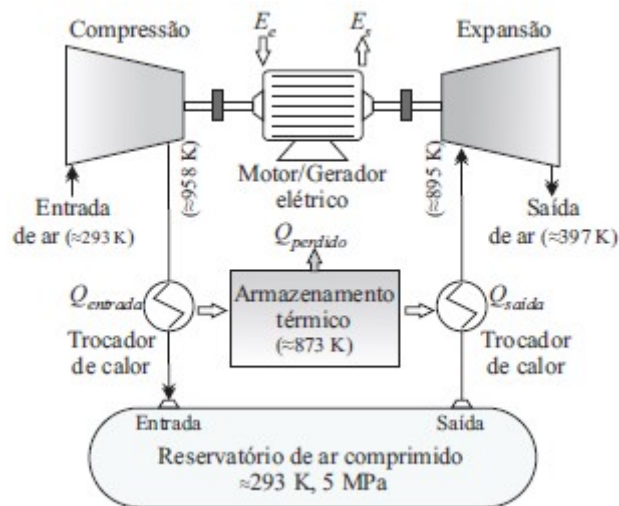 Compressão
E_e
E_s
Expansão
(≈958 K)
Motor/Gerador
elétrico
(≈895 K)
Entrada
de ar (≈293 K)
Saída
de ar (≈397 K)
Q_perdido
Q_entrada
Armazenamento
térmico
(≈873 K)
Q_saída
Trocador
de calor
Trocador
de calor
Entrada
Saída
Reservatório de ar comprimido
≈293 K, 5 MPa